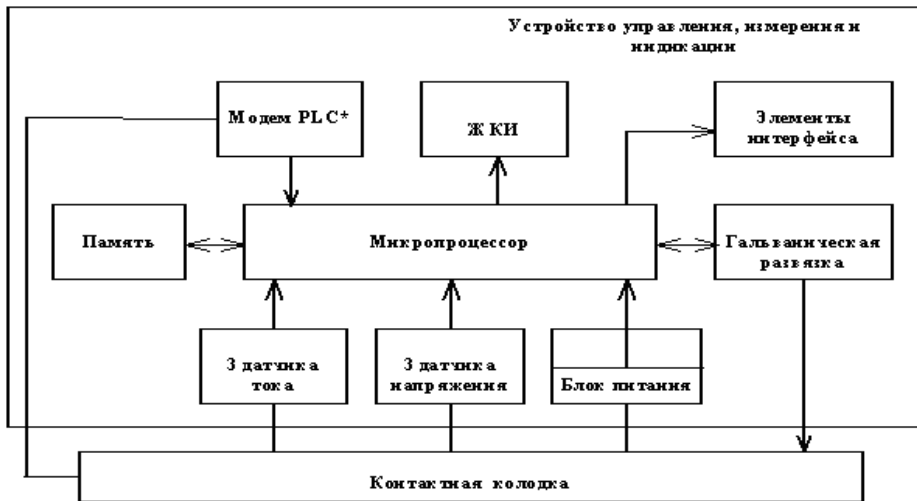 Устройство управления, измерения и
индикации
Модем PLC*
ЖКИ
Элементы
интерфейса
Память
Микропроцессор
Гальваническая
развязка
3 датчика
тока
3 датчика
напряжения
Блок питания
Контактная колодка